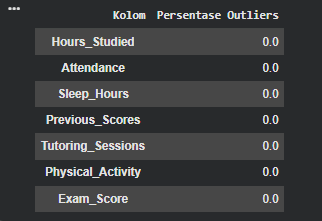 Kolom Persentase Outliers
Hours_Studied 0.0
Attendance 0.0
Sleep_Hours 0.0
Previous_Scores 0.0
Tutoring_Sessions 0.0
Physical_Activity 0.0
Exam_Score 0.0